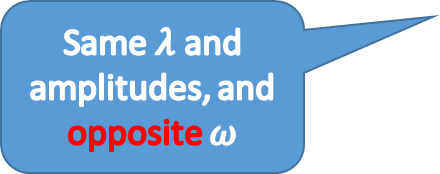 Same λ and
amplitudes, and
opposite ω